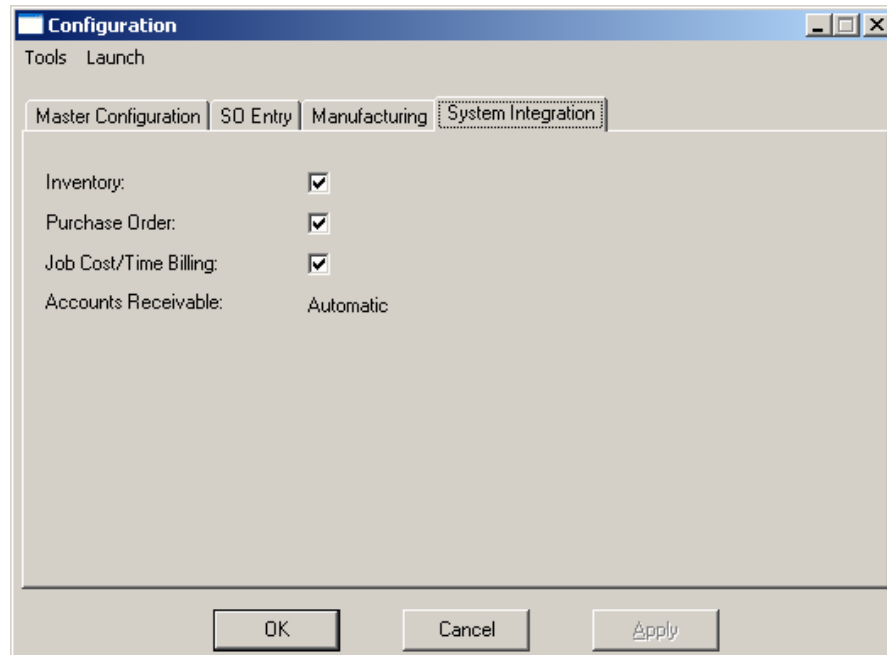 Configuration
Tools Launch
Master Configuration SO Entry Manufacturing System Integration
Inventory:
Purchase Order:
Job Cost/Time Billing:
Accounts Receivable: Automatic
OK Cancel Apply